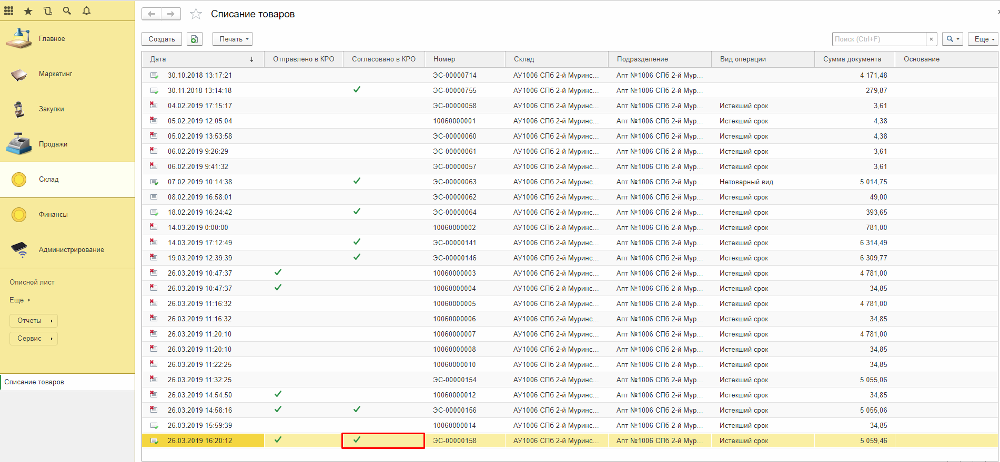 Списание товаров
Главное
Маркетинг
Закупки
Продажи
Склад
Финансы
Администрирование
Описной лист
Еще
Отчеты
Сервис
Списание товаров
Создать Печать Поиск (Ctrl+F) × Еще
Дата ↓ Отправлено в КРО Согласовано в КРО Номер Склад Подразделение Вид операции Сумма документа Основание
30.10.2018 13:17:21 ЭС-00000714 АУ1006 СПб 2-й Муринс... Апт №1006 СПб 2-й Мур... 4 171,48
30.11.2018 13:14:18 ✓ ЭС-00000755 АУ1006 СПб 2-й Муринс... Апт №1006 СПб 2-й Мур... 279,87
04.02.2019 17:15:17 ЭС-00000058 АУ1006 СПб 2-й Муринс... Апт №1006 СПб 2-й Мур... Истекший срок 3,61
05.02.2019 12:05:04 10060000001 АУ1006 СПб 2-й Муринс... Апт №1006 СПб 2-й Мур... Истекший срок 4,38
05.02.2019 13:53:58 ЭС-00000060 АУ1006 СПб 2-й Муринс... Апт №1006 СПб 2-й Мур... Истекший срок 4,38
06.02.2019 9:26:29 ЭС-00000061 АУ1006 СПб 2-й Муринс... Апт №1006 СПб 2-й Мур... Истекший срок 3,61
06.02.2019 9:41:32 ЭС-00000057 АУ1006 СПб 2-й Муринс... Апт №1006 СПб 2-й Мур... Истекший срок 3,61
07.02.2019 10:14:38 ✓ ЭС-00000063 АУ1006 СПб 2-й Муринс... Апт №1006 СПб 2-й Мур... Нетоварный вид 5 014,75
08.02.2019 16:58:01 ЭС-00000062 АУ1006 СПб 2-й Муринс... Апт №1006 СПб 2-й Мур... Истекший срок 49,00
18.02.2019 16:24:42 ✓ ЭС-00000064 АУ1006 СПб 2-й Муринс... Апт №1006 СПб 2-й Мур... Истекший срок 393,65
14.03.2019 0:00:00 10060000002 АУ1006 СПб 2-й Муринс... Апт №1006 СПб 2-й Мур... Истекший срок 781,00
14.03.2019 17:12:49 ✓ ЭС-00000141 АУ1006 СПб 2-й Муринс... Апт №1006 СПб 2-й Мур... Истекший срок 6 314,49
19.03.2019 12:39:39 ✓ ЭС-00000146 АУ1006 СПб 2-й Муринс... Апт №1006 СПб 2-й Мур... Истекший срок 6 309,77
26.03.2019 10:47:37 ✓ 10060000003 АУ1006 СПб 2-й Муринс... Апт №1006 СПб 2-й Мур... Истекший срок 4 781,00
26.03.2019 10:47:37 ✓ 10060000004 АУ1006 СПб 2-й Муринс... Апт №1006 СПб 2-й Мур... Истекший срок 34,85
26.03.2019 11:16:32 10060000005 АУ1006 СПб 2-й Муринс... Апт №1006 СПб 2-й Мур... Истекший срок 4 781,00
26.03.2019 11:16:32 10060000006 АУ1006 СПб 2-й Муринс... Апт №1006 СПб 2-й Мур... Истекший срок 34,85
26.03.2019 11:20:10 10060000007 АУ1006 СПб 2-й Муринс... Апт №1006 СПб 2-й Мур... Истекший срок 4 781,00
26.03.2019 11:20:10 10060000008 АУ1006 СПб 2-й Муринс... Апт №1006 СПб 2-й Мур... Истекший срок 34,85
26.03.2019 11:22:25 10060000010 АУ1006 СПб 2-й Муринс... Апт №1006 СПб 2-й Мур... Истекший срок 34,85
26.03.2019 11:32:25 ЭС-00000154 АУ1006 СПб 2-й Муринс... Апт №1006 СПб 2-й Мур... Истекший срок 5 055,06
26.03.2019 14:54:50 ✓ 10060000012 АУ1006 СПб 2-й Муринс... Апт №1006 СПб 2-й Мур... Истекший срок 34,85
26.03.2019 14:58:16 ✓ ✓ ЭС-00000156 АУ1006 СПб 2-й Муринс... Апт №1006 СПб 2-й Мур... Истекший срок 5 055,06
26.03.2019 15:59:39 10060000014 АУ1006 СПб 2-й Муринс... Апт №1006 СПб 2-й Мур... Истекший срок 34,85
26.03.2019 16:20:12 ✓ ✓ ЭС-00000158 АУ1006 СПб 2-й Муринс... Апт №1006 СПб 2-й Мур... Истекший срок 5 059,46